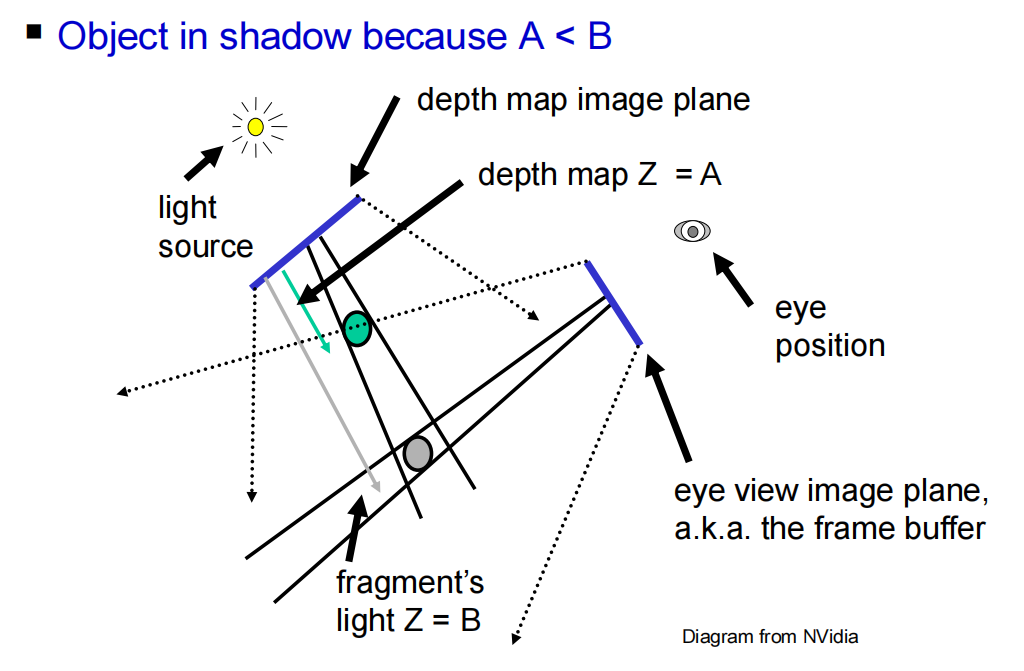 Object in shadow because A < B
depth map image plane
depth map Z = A
light
source
eye
position
eye view image plane,
a.k.a. the frame buffer
fragment's
light Z = B
Diagram from NVidia